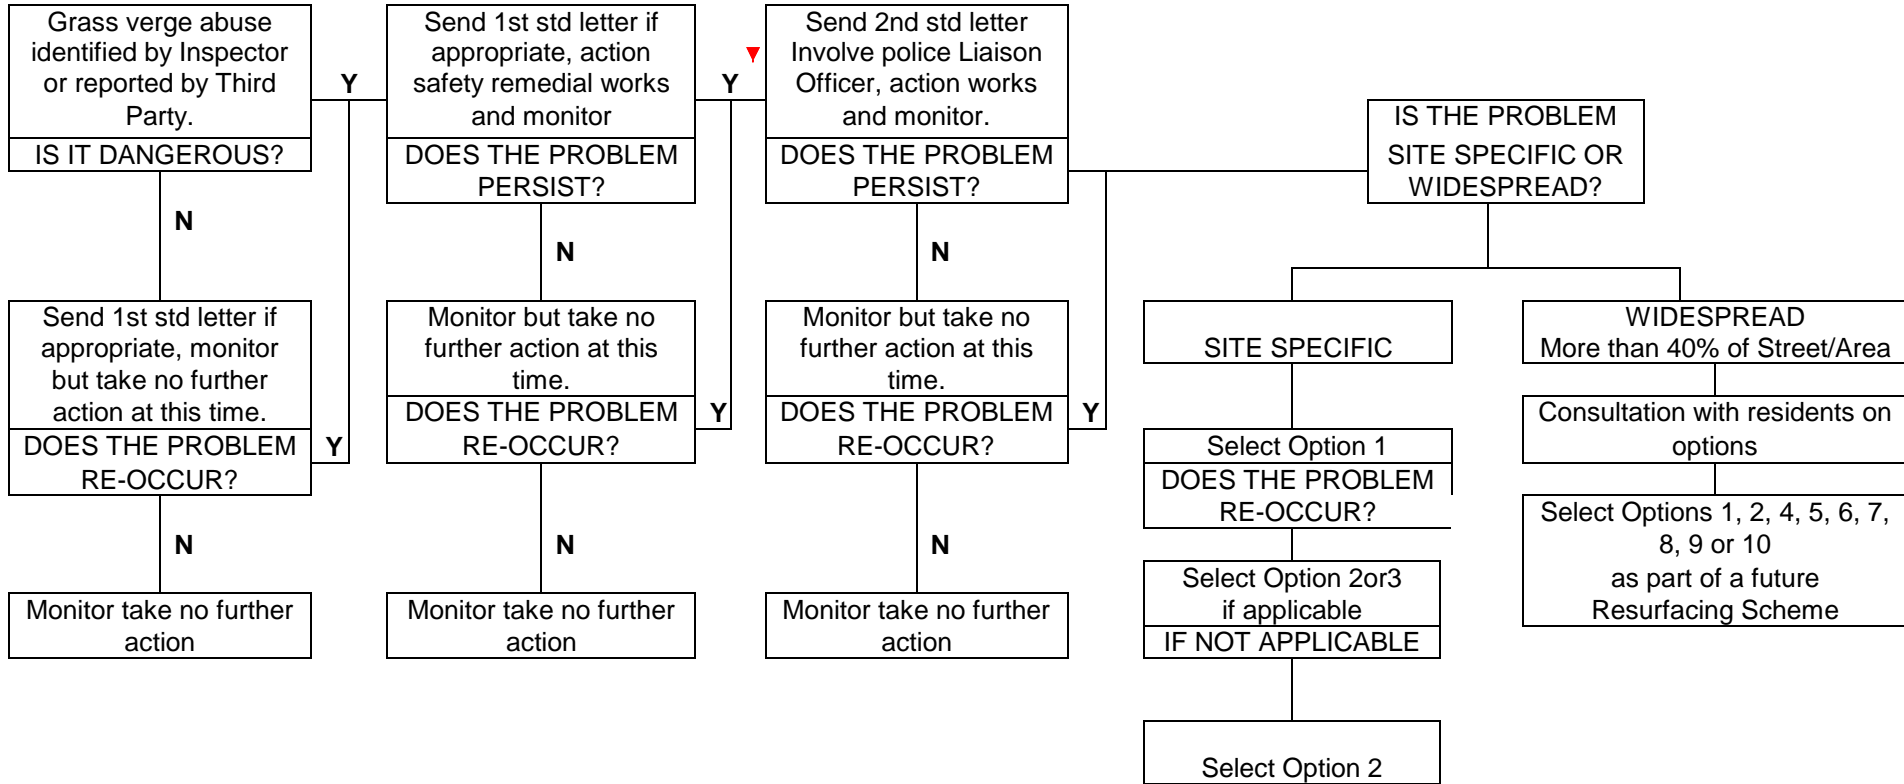 Grass verge abuse
identified by Inspector
or reported by Third
Party.
IS IT DANGEROUS?
Y
N
Send 1st std letter if
appropriate, monitor
but take no further
action at this time.
DOES THE PROBLEM
RE-OCCUR?
Y
N
Monitor take no further
action
Send 1st std letter if
appropriate, action
safety remedial works
and monitor
DOES THE PROBLEM
PERSIST?
Y
N
Monitor but take no
further action at this
time.
DOES THE PROBLEM
RE-OCCUR?
Y
N
Monitor take no further
action
Send 2nd std letter
Involve police Liaison
Officer, action works
and monitor.
DOES THE PROBLEM
PERSIST?
N
Monitor but take no
further action at this
time.
DOES THE PROBLEM
RE-OCCUR?
Y
N
Monitor take no further
action
IS THE PROBLEM
SITE SPECIFIC OR
WIDESPREAD?
SITE SPECIFIC
Select Option 1
DOES THE PROBLEM
RE-OCCUR?
Select Option 2or3
if applicable
IF NOT APPLICABLE
Select Option 2
WIDESPREAD
More than 40% of Street/Area
Consultation with residents on
options
Select Options 1, 2, 4, 5, 6, 7,
8, 9 or 10
as part of a future
Resurfacing Scheme